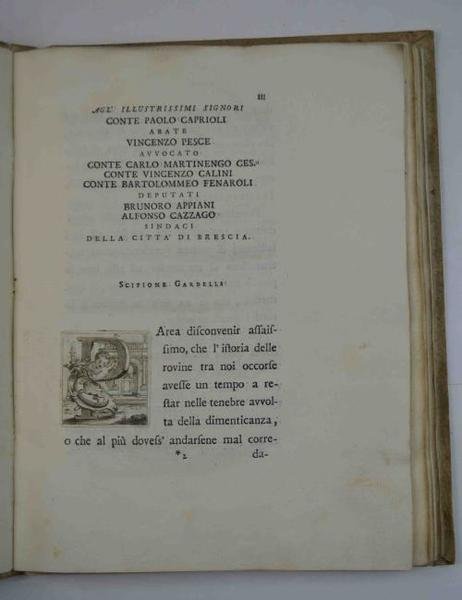 III
AGL' ILLUSTRISSIMI SIGNORI
CONTE PAOLO CAPRIOLI
ABATE
VINCENZO PESCE
AVVOCATO
CONTE CARLO MARTINENGO CES.
CONTE VINCENZO CALINI
CONTE BARTOLOMMEO FENAROLI
DEPUTATI
BRUNORO APPIANI
ALFONSO CAZZAGO
SINDACI
DELLA CITTA' DI BRESCIA.
SCIPIONE GARBELLI
PArea diſconvenir aſſaiſ-
ſimo, che l' iſtoria delle
rovine tra noi occorſe
aveſſe un tempo a re-
ſtar nelle tenebre avvol-
ta della dimenticanza,
o che al più doveſſ' andarſene mal corre-
*2 da-